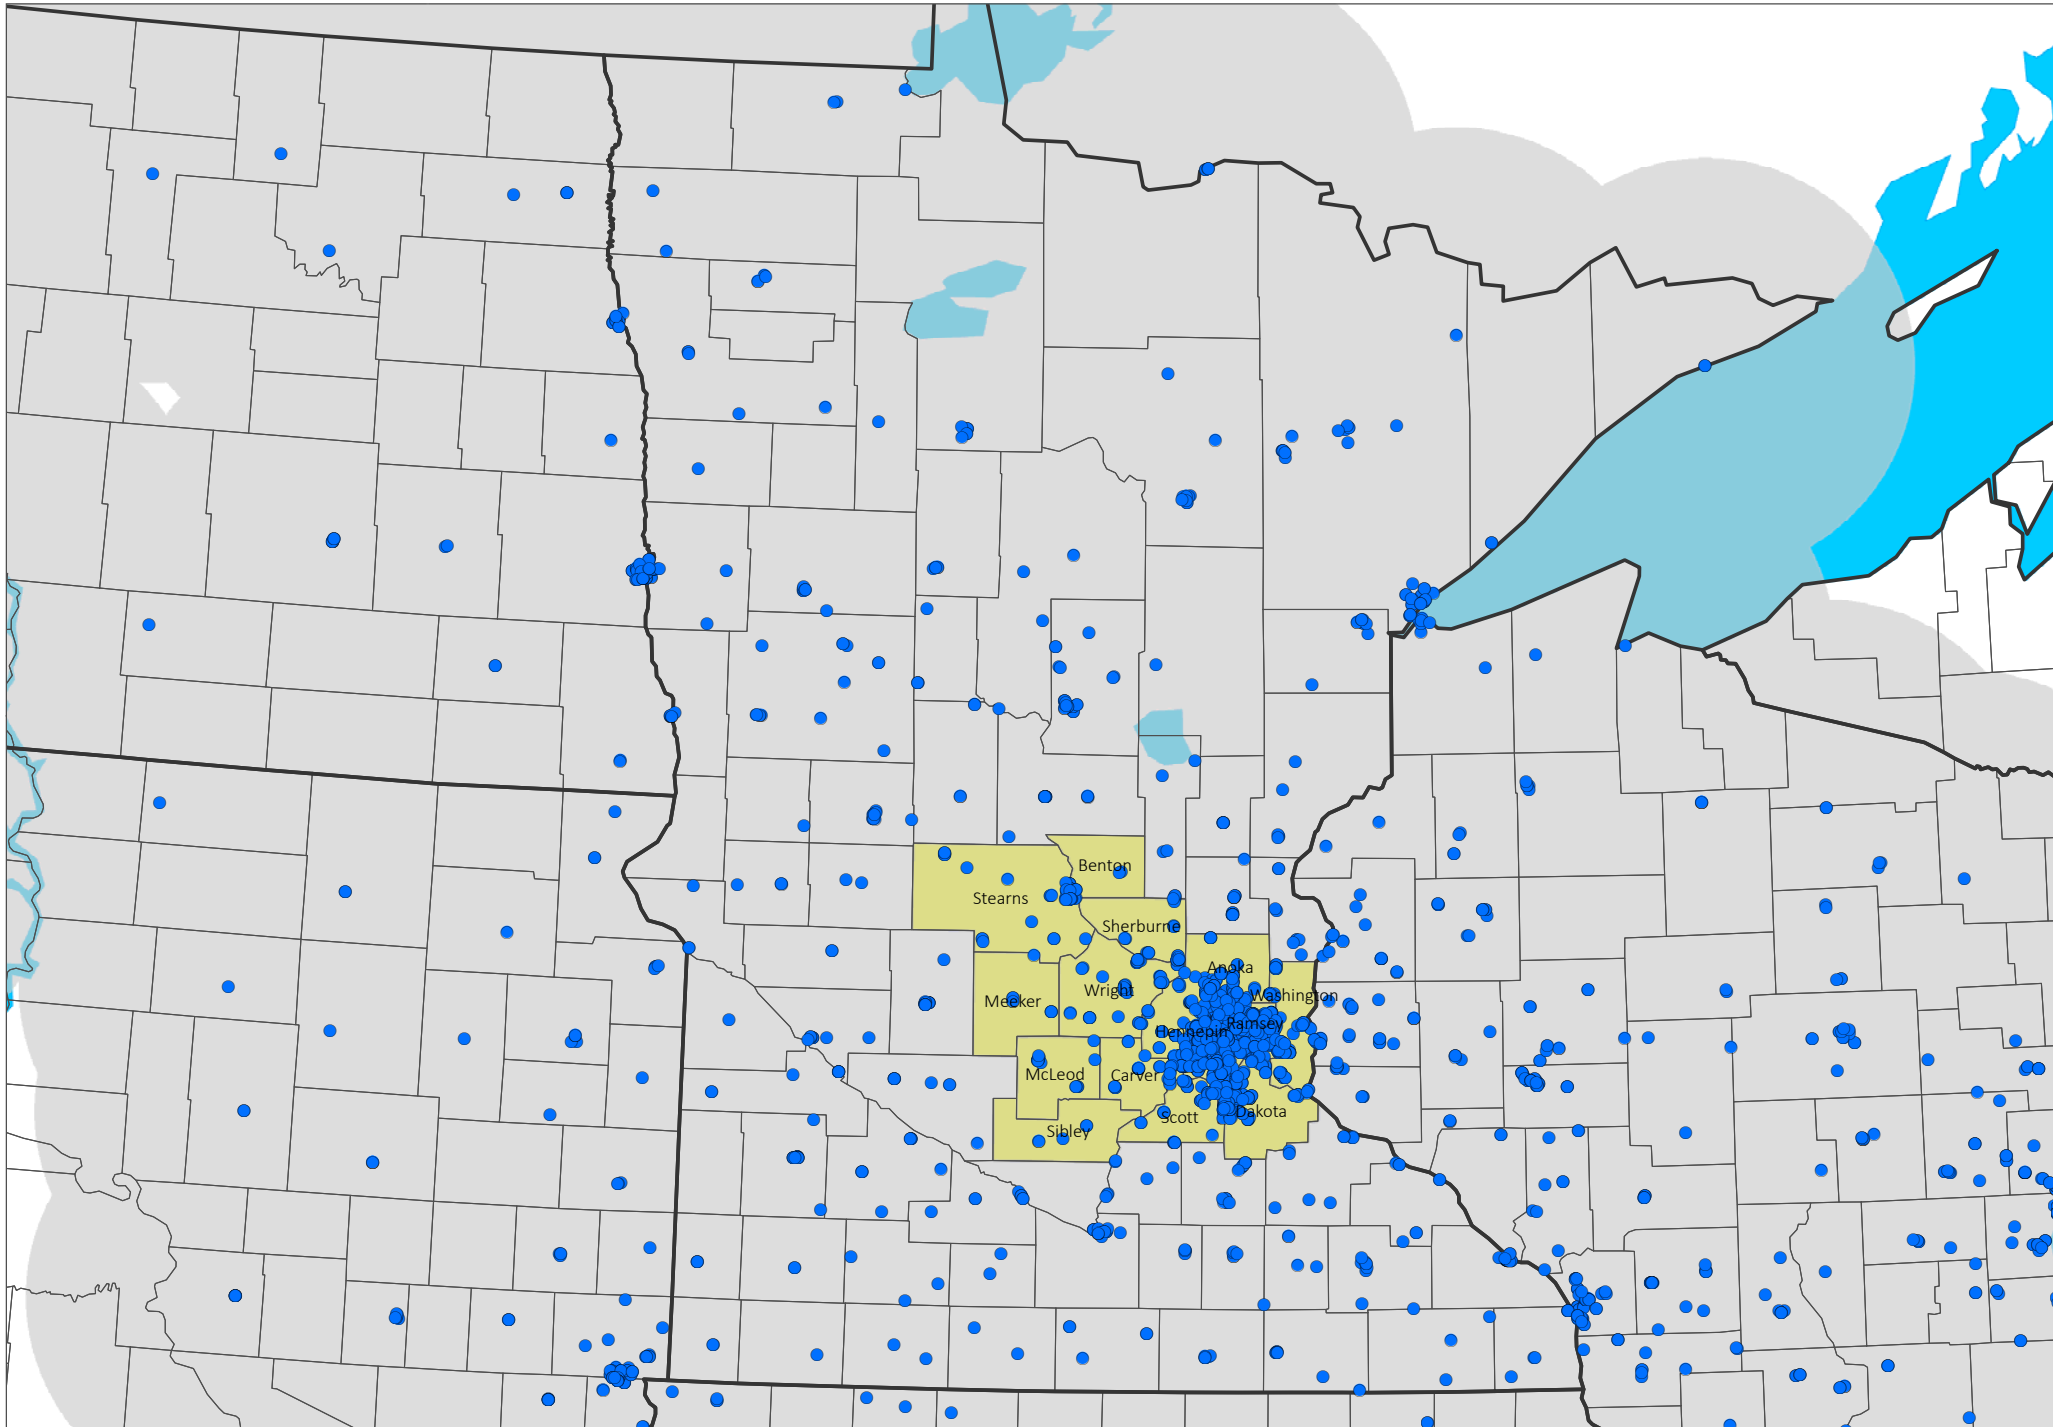 Benton
Stearns
Sherburne
Anoka
Wright
Washington
Meeker
Ramsey
Hennepin
McLeod
Carver
Dakota
Scott
Sibley